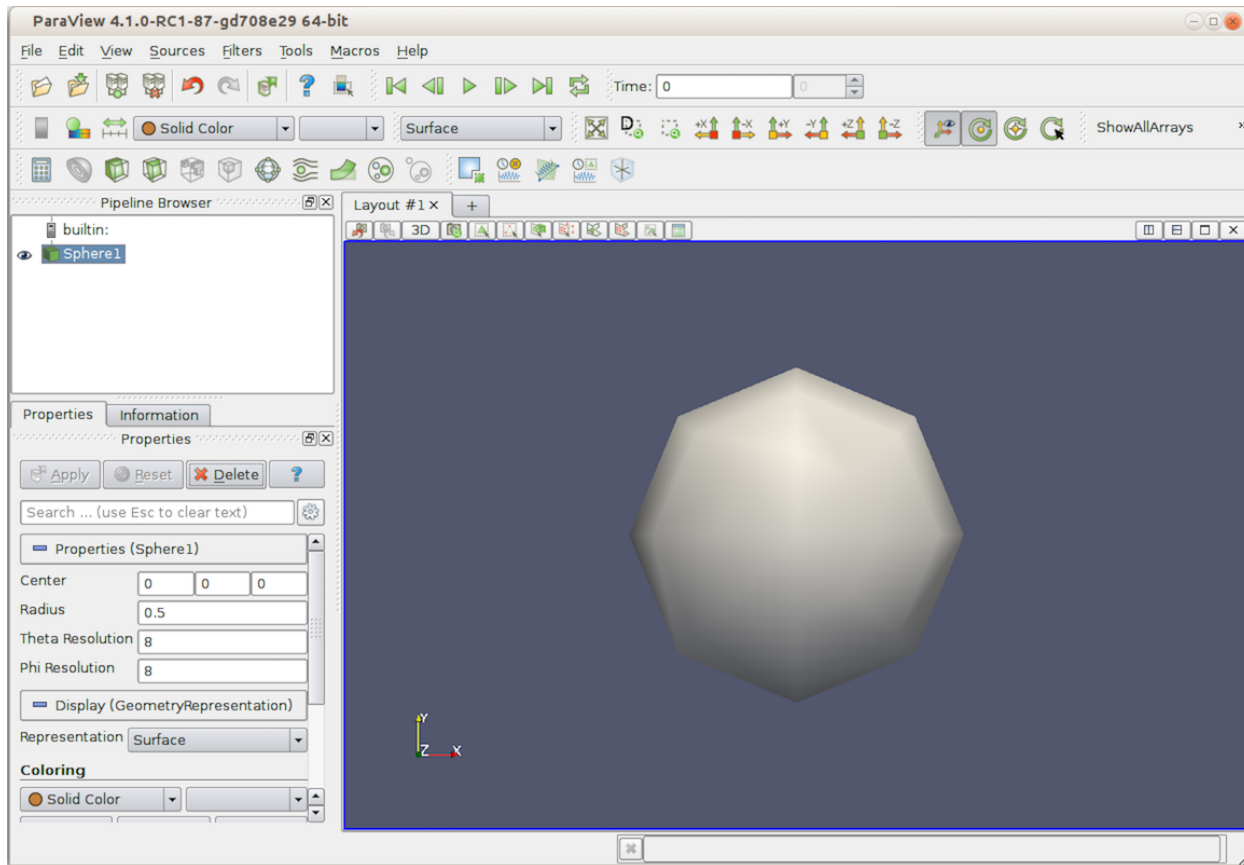 ParaView 4.1.0-RC1-87-gd708e29 64-bit
File Edit View Sources Filters Tools Macros Help
Time: 0 0
Solid Color Surface +X -X +Y -Y +Z -Z ShowAllArrays
Pipeline Browser
Layout #1 +
builtin:
3D
Sphere1
Properties Information
Properties
Apply Reset Delete ?
Search ... (use Esc to clear text)
Properties (Sphere1)
Center 0 0 0
Radius 0.5
Theta Resolution 8
Phi Resolution 8
Display (GeometryRepresentation)
Representation Surface
Coloring
Solid Color
Y
Z X